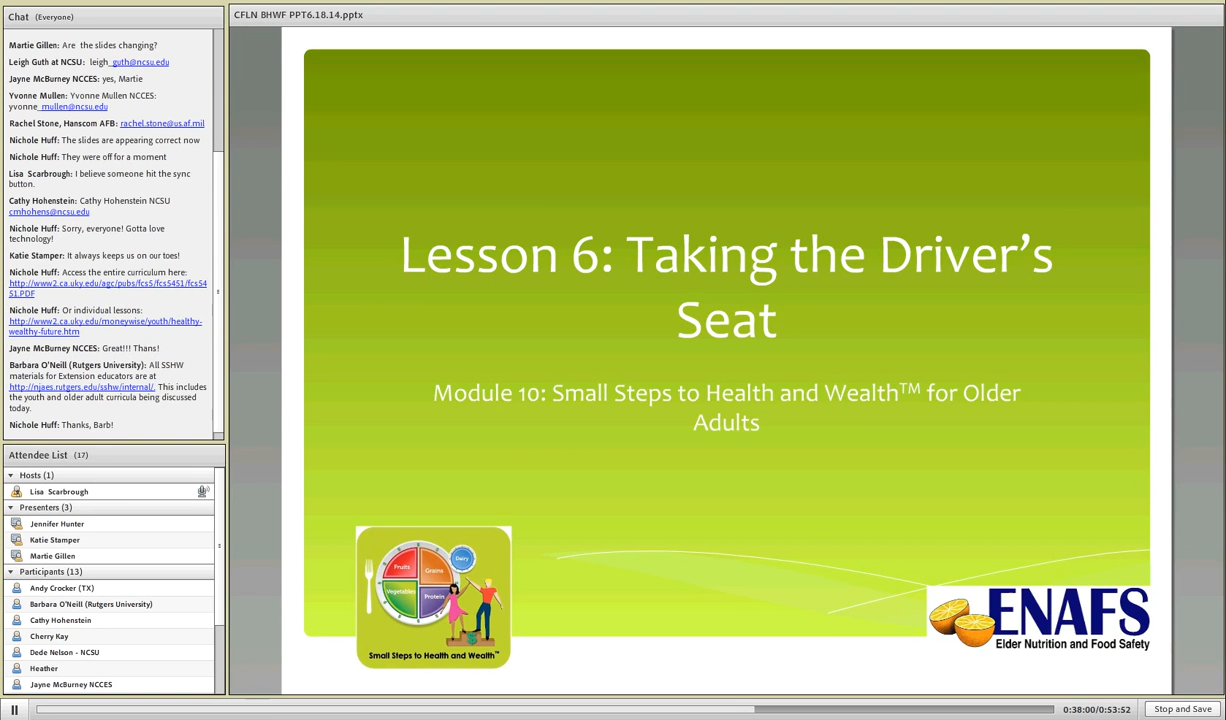 Chat (Everyone)
Martie Gillen: Are the slides changing?
Leigh Guth at NCSU: leigh_guth@ncsu.edu
Jayne McBurney NCCES: yes, Martie
Yvonne Mullen: Yvonne Mullen NCCES:
yvonne_mullen@ncsu.edu
Rachel Stone, Hanscom AFB: rachel.stone@us.af.mil
Nichole Huff: The slides are appearing correct now
Nichole Huff: They were off for a moment
Lisa Scarbrough: I believe someone hit the sync
button.
Cathy Hohenstein: Cathy Hohenstein NCSU
cmhohens@ncsu.edu
Nichole Huff: Sorry, everyone! Gotta love
technology!
Katie Stamper: It always keeps us on our toes!
Nichole Huff: Access the entire curriculum here:
http://www2.ca.uky.edu/agc/pubs/fcs5/fcs5451/fcs54
51.PDF
Nichole Huff: Or individual lessons:
http://www2.ca.uky.edu/moneywise/youth/healthy-
wealthy-future.htm
Jayne McBurney NCCES: Great!!! Thans!
Barbara O'Neill (Rutgers University): All SSHW
materials for Extension educators are at
http://njaes.rutgers.edu/sshw/internal/. This includes
the youth and older adult curricula being discussed
today.
Nichole Huff: Thanks, Barb!
Attendee List (17)
Hosts (1)
Lisa Scarbrough
Presenters (3)
Jennifer Hunter
Katie Stamper
Martie Gillen
Participants (13)
Andy Crocker (TX)
Barbara O'Neill (Rutgers University)
Cathy Hohenstein
Cherry Kay
Dede Nelson - NCSU
Heather
Jayne McBurney NCCES
CFLN BHWF PPT6.18.14.pptx
Lesson 6: Taking the Driver’s
Seat
Module 10: Small Steps to Health and Wealth™ for Older
Adults
Fruits
Grains
Dairy
Vegetables
Protein
$
Small Steps to Health and Wealth™
ENAFS
Elder Nutrition and Food Safety
0:38:00/0:53:52
Stop and Save